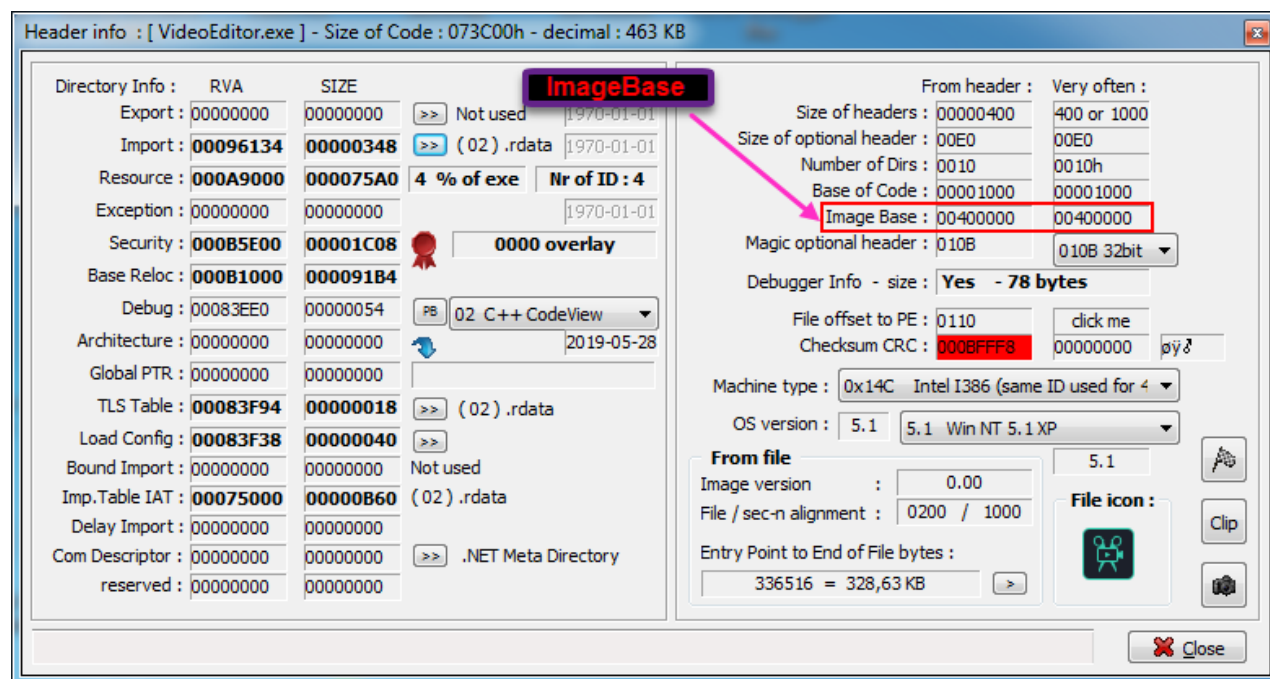 Header info : [ VideoEditor.exe ] - Size of Code : 073C00h - decimal : 463 KB
ImageBase
Directory Info : RVA SIZE
Export : 00000000 00000000 >> Not used 1970-01-01
Import : 00096134 00000348 >> ( 02 ) .rdata 1970-01-01
Resource : 000A9000 000075A0 4 % of exe Nr of ID : 4
Exception : 00000000 00000000 1970-01-01
Security : 000B5E00 00001C08 0000 overlay
Base Reloc : 000B1000 000091B4
Debug : 00083EE0 00000054 PB 02 C++ CodeView
Architecture : 00000000 00000000 2019-05-28
Global PTR : 00000000 00000000
TLS Table : 00083F94 00000018 >> ( 02 ) .rdata
Load Config : 00083F38 00000040 >>
Bound Import : 00000000 00000000 Not used
Imp.Table IAT : 00075000 00000B60 ( 02 ) .rdata
Delay Import : 00000000 00000000
Com Descriptor : 00000000 00000000 >> .NET Meta Directory
reserved : 00000000 00000000
From header : Very often :
Size of headers : 00000400 400 or 1000
Size of optional header : 00E0 00E0
Number of Dirs : 0010 0010h
Base of Code : 00001000 00001000
Image Base : 00400000 00400000
Magic optional header : 010B 010B 32bit
Debugger Info - size : Yes - 78 bytes
File offset to PE : 0110 click me
Checksum CRC : 000BFFF8 00000000 øÿ♂
Machine type : 0x14C Intel I386 (same ID used for 4
OS version : 5.1 5.1 Win NT 5.1 XP
From file 5.1
Image version : 0.00
File / sec-n alignment : 0200 / 1000
File icon :
Clip
Entry Point to End of File bytes :
336516 = 328,63 KB >
Close